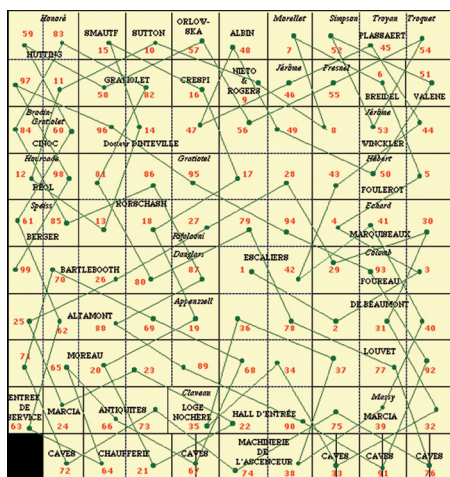 Honoré ORLOW- Morellet Simpson Troyan Troquet
59 83 SMAUTF SUTTON SKA ALBIN PLASSAERT
HUTTING 15 10 57 48 7 52 45 54
97 11 GRATIOLET CRESPI NIETO Jérôme Fresnel 6 51
58 82 16 & 46 55 BREIDEL VALENE
ROGERS
9
Brodin- Jérôme
Gratiolet
84 60 96 14 47 56 49 8 53 44
CINOC Docteur DINTEVILLE WINCKLER
Hourcade Gratiolet Hébert
12 98 81 86 95 17 28 43 50 5
RÉOL FOULEROT
Speiss RORSCHASH Echard
61 85 13 18 27 79 94 4 41 30
BERGER Rifolaoni MARQUISEAUX
Danglars ESCALIERS Colomb
99 70 26 80 87 1 42 29 93 3
BARTLEBOOTH FOUREAU
Appenzzell DE BEAUMONT
25 62 88 69 19 36 78 2 31 40
ALTAMONT
71 65 MOREAU 20 23 89 68 34 37 LOUVET 77 92
ENTREE Claveau Massy
DE MARCIA ANTIQUITES LOGE HALL D'ENTRÉE MARCIA
SERVICE NOCHERE
63 24 66 73 35 22 90 75 39 32
MACHINERIE
CAVES CHAUFFERIE CAVES DE CAVES CAVES CAVES
L'ASCENCEUR
72 64 21 67 74 38 33 91 76